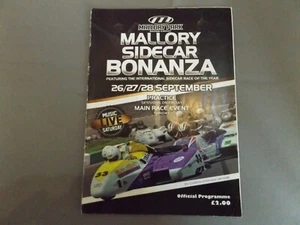 MALLORY PARK
MALLORY
SIDECAR
BONANZA
FEATURING THE INTERNATIONAL SIDECAR RACE OF THE YEAR
26/27/28 SEPTEMBER
PRACTICE
MAIN RACE EVENT
MUSIC
LIVE
SATURDAY
Official Programme
£2.00